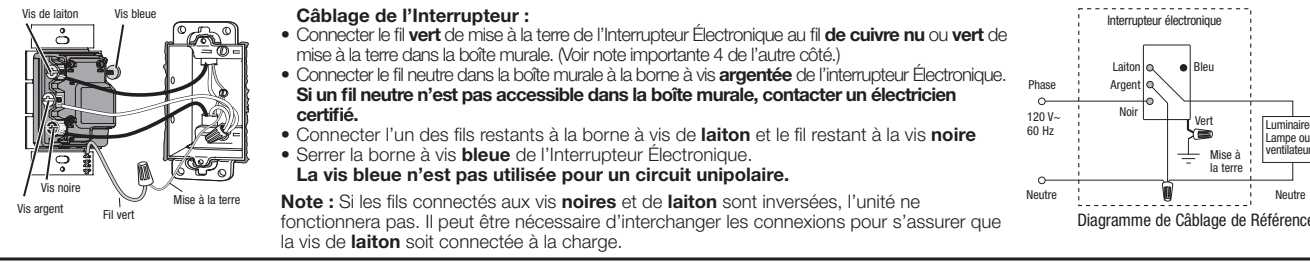 Vis de laiton
Vis bleue
Vis noire
Vis argent
Fil vert
Mise à la terre
Câblage de l'Interrupteur :
• Connecter le fil vert de mise à la terre de l'Interrupteur Électronique au fil de cuivre nu ou vert de
mise à la terre dans la boîte murale. (Voir note importante 4 de l'autre côté.)
• Connecter le fil neutre dans la boîte murale à la borne à vis argentée de l'interrupteur Électronique.
Si un fil neutre n'est pas accessible dans la boîte murale, contacter un électricien
certifié.
• Connecter l'un des fils restants à la borne à vis de laiton et le fil restant à la vis noire
• Serrer la borne à vis bleue de l'Interrupteur Électronique.
La vis bleue n'est pas utilisée pour un circuit unipolaire.
Note : Si les fils connectés aux vis noires et de laiton sont inversées, l'unité ne
fonctionnera pas. Il peut être nécessaire d'interchanger les connexions pour s'assurer que
la vis de laiton soit connectée à la charge.
Interrupteur électronique
Laiton
Bleu
Phase
Argent
Noir
120 V~
60 Hz
Vert
Luminaire
Lampe ou
ventilateur
Mise à
la terre
Neutre
Neutre
Diagramme de Câblage de Référence